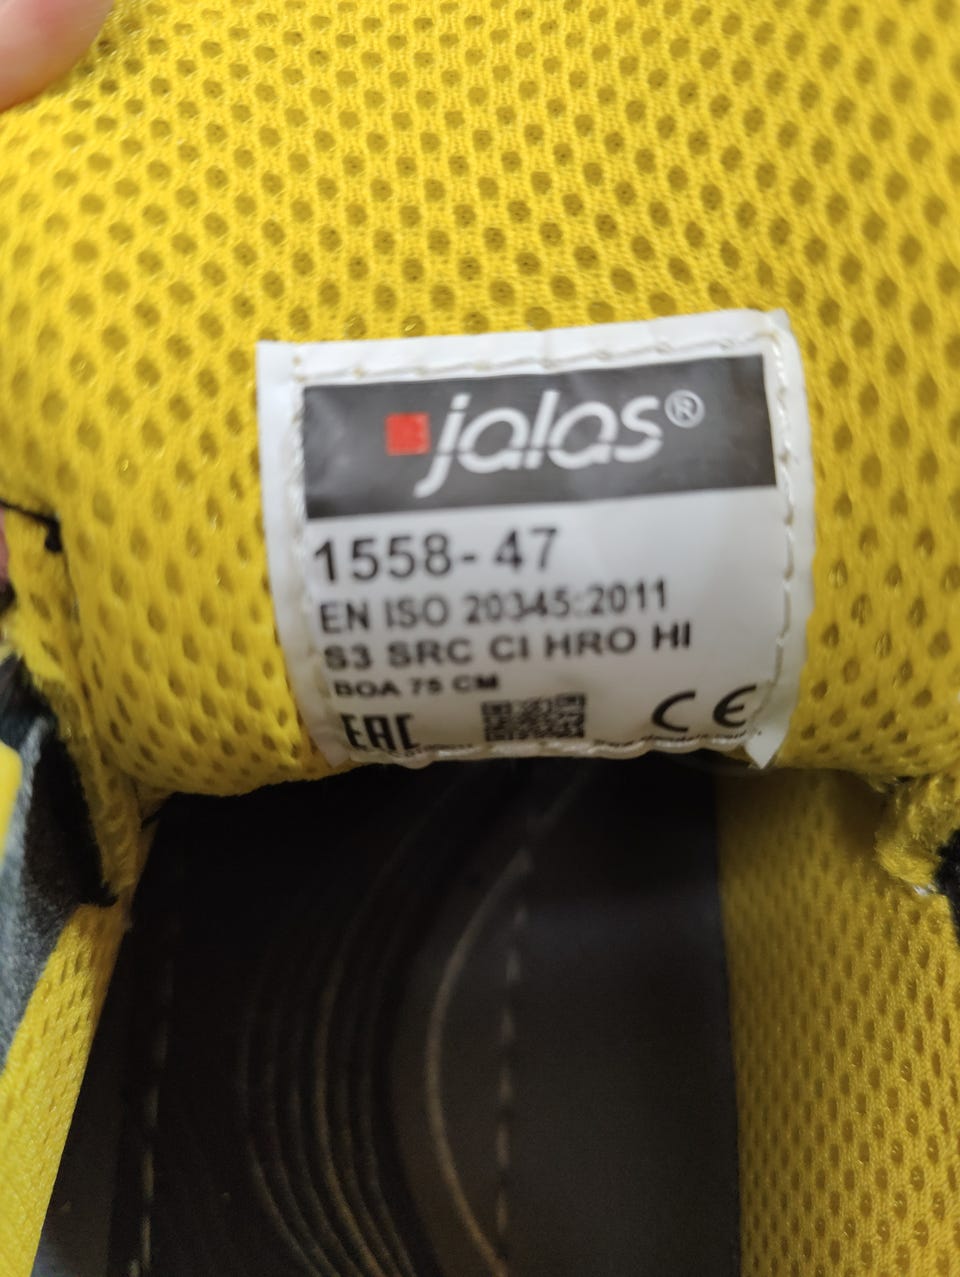 jalas®
1558-47
EN ISO 20345:2011
S3 SRC CI HRO HI
BOA 75 CM
EAC CE